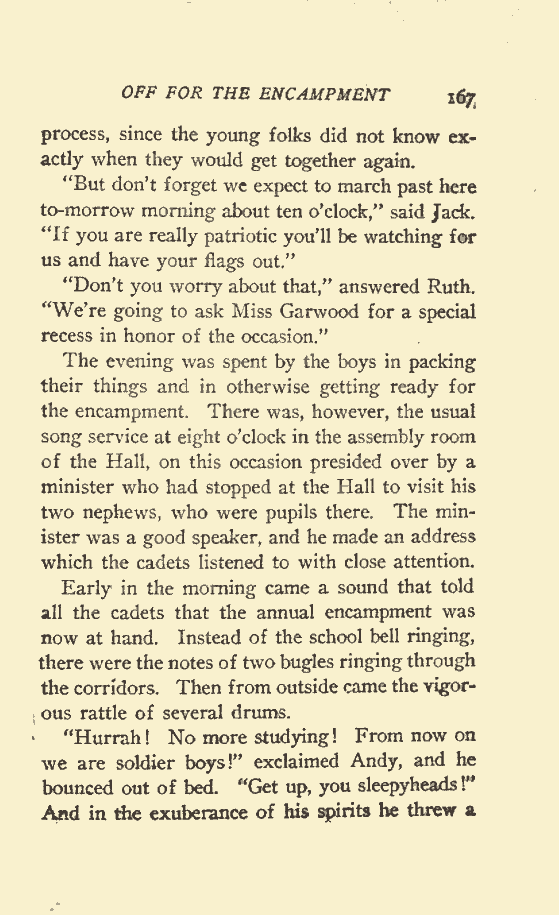 OFF FOR THE ENCAMPMENT 167
process, since the young folks did not know ex-
actly when they would get together again.
"But don't forget we expect to march past here
to-morrow morning about ten o'clock," said Jack.
"If you are really patriotic you'll be watching for
us and have your flags out."
"Don't you worry about that," answered Ruth.
"We're going to ask Miss Garwood for a special
recess in honor of the occasion."
The evening was spent by the boys in packing
their things and in otherwise getting ready for
the encampment. There was, however, the usual
song service at eight o'clock in the assembly room
of the Hall, on this occasion presided over by a
minister who had stopped at the Hall to visit his
two nephews, who were pupils there. The min-
ister was a good speaker, and he made an address
which the cadets listened to with close attention.
Early in the morning came a sound that told
all the cadets that the annual encampment was
now at hand. Instead of the school bell ringing,
there were the notes of two bugles ringing through
the corridors. Then from outside came the vigor-
ous rattle of several drums.
"Hurrah! No more studying! From now on
we are soldier boys!" exclaimed Andy, and he
bounced out of bed. "Get up, you sleepyheads!"
And in the exuberance of his spirits he threw a